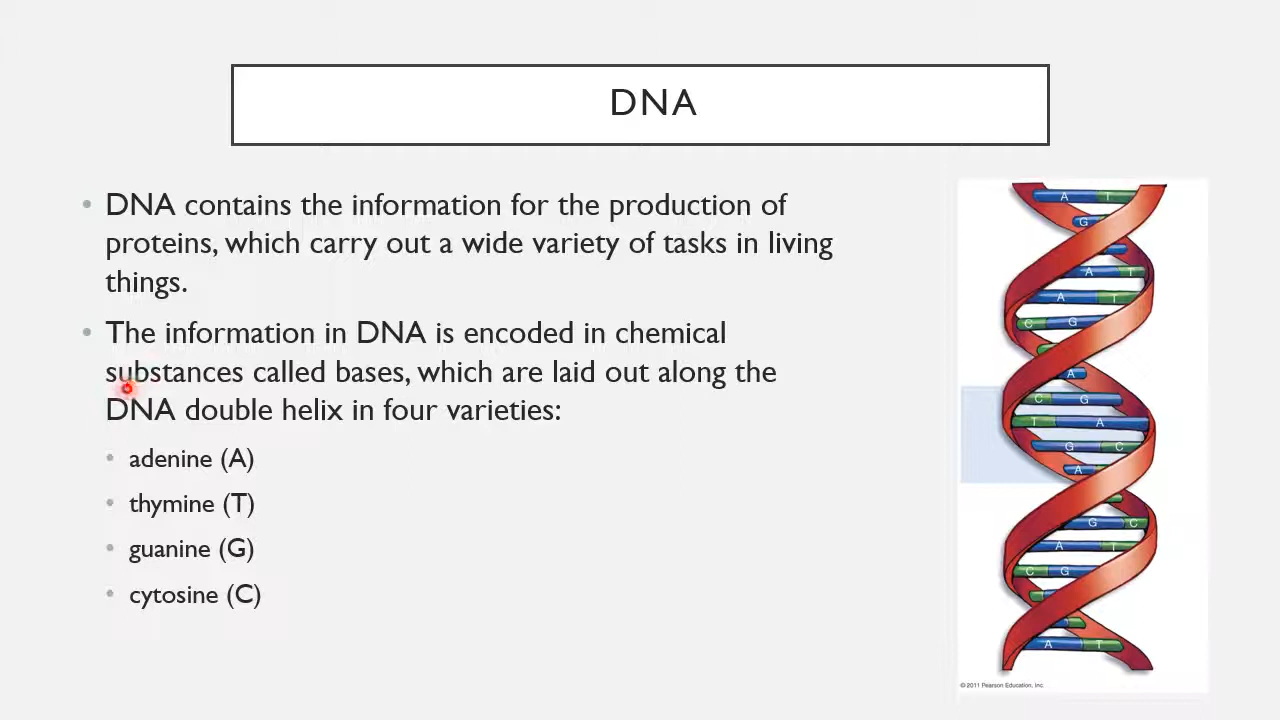 DNA
DNA contains the information for the production of
proteins, which carry out a wide variety of tasks in living
things.
The information in DNA is encoded in chemical
substances called bases, which are laid out along the
DNA double helix in four varieties:
adenine (A)
thymine (T)
guanine (G)
cytosine (C)
A T
G
A T
A T
C G
A
C G
T A
G C
A
G C
A T
C G
A T
© 2011 Pearson Education, Inc.